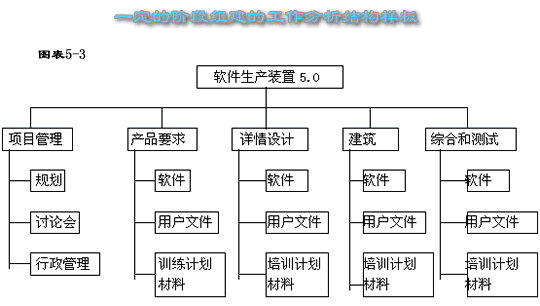 一定的阶段组定的工作分析结构样板
图表5-3
软件生产装置 5.0
项目管理 产品要求 详情设计 建筑 综合和测试
规划 软件 软件 软件 软件
讨论会 用户文件 用户文件 用户文件 用户文件
行政管理 训练计划 培训计划 培训计划 培训计划
材料 材料 材料 材料